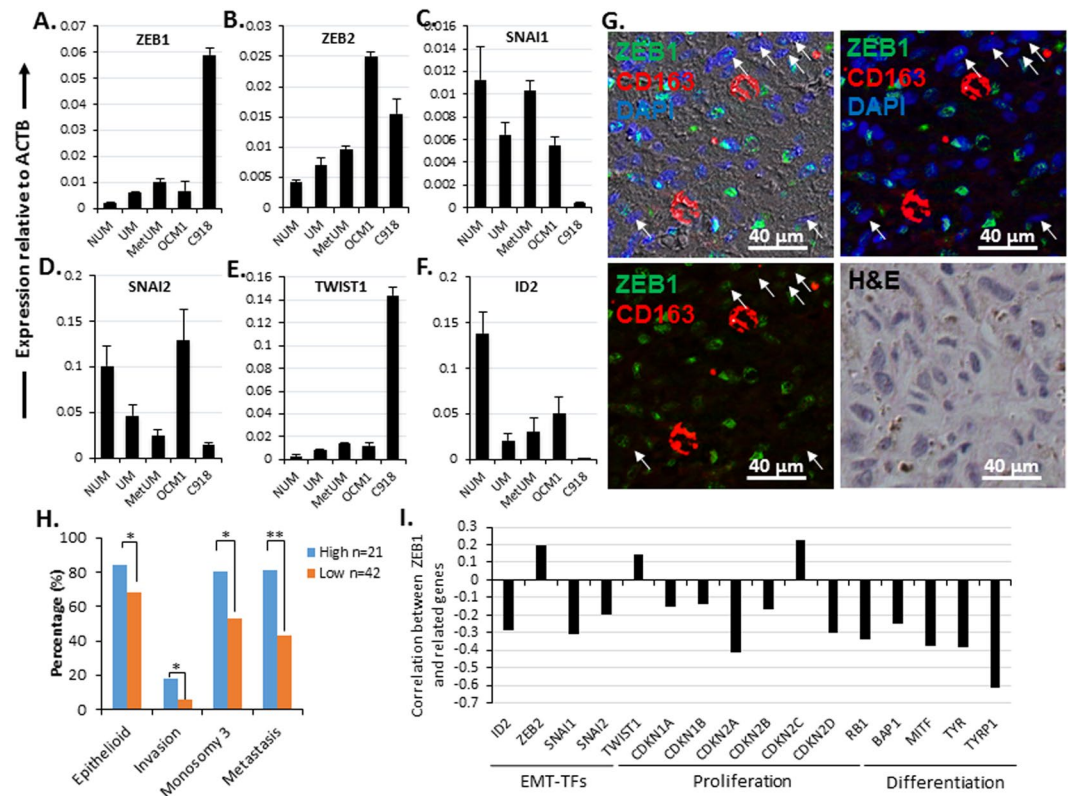 A.
ZEB1
Expression relative to ACTB
0.07
0.06
0.05
0.04
0.03
0.02
0.01
0
NUM
UM
MetUM
OCM1
C918
B.
ZEB2
0.03
0.025
0.02
0.015
0.01
0.005
0
NUM
UM
MetUM
OCM1
C918
C.
SNAI1
0.016
0.014
0.012
0.01
0.008
0.006
0.004
0.002
0
NUM
UM
MetUM
OCM1
C918
D.
SNAI2
0.2
0.15
0.1
0.05
0
NUM
UM
MetUM
OCM1
C918
E.
TWIST1
0.16
0.14
0.12
0.1
0.08
0.06
0.04
0.02
0
NUM
UM
MetUM
OCM1
C918
F.
ID2
0.2
0.15
0.1
0.05
0
NUM
UM
MetUM
OCM1
C918
G.
ZEB1
CD163
DAPI
40 μm
ZEB1
CD163
DAPI
40 μm
ZEB1
CD163
40 μm
H&E
40 μm
H.
Percentage (%)
100
80
60
40
20
0
*
*
*
**
High n=21
Low n=42
Epithelioid
Invasion
Monosomy 3
Metastasis
I.
Correlation between ZEB1
and related genes
0.3
0.2
0.1
0
-0.1
-0.2
-0.3
-0.4
-0.5
-0.6
-0.7
ID2
ZEB2
SNAI1
SNAI2
TWIST1
CDKN1A
CDKN1B
CDKN2A
CDKN2B
CDKN2C
CDKN2D
RB1
BAP1
MITF
TYR
TYRP1
EMT-TFs
Proliferation
Differentiation